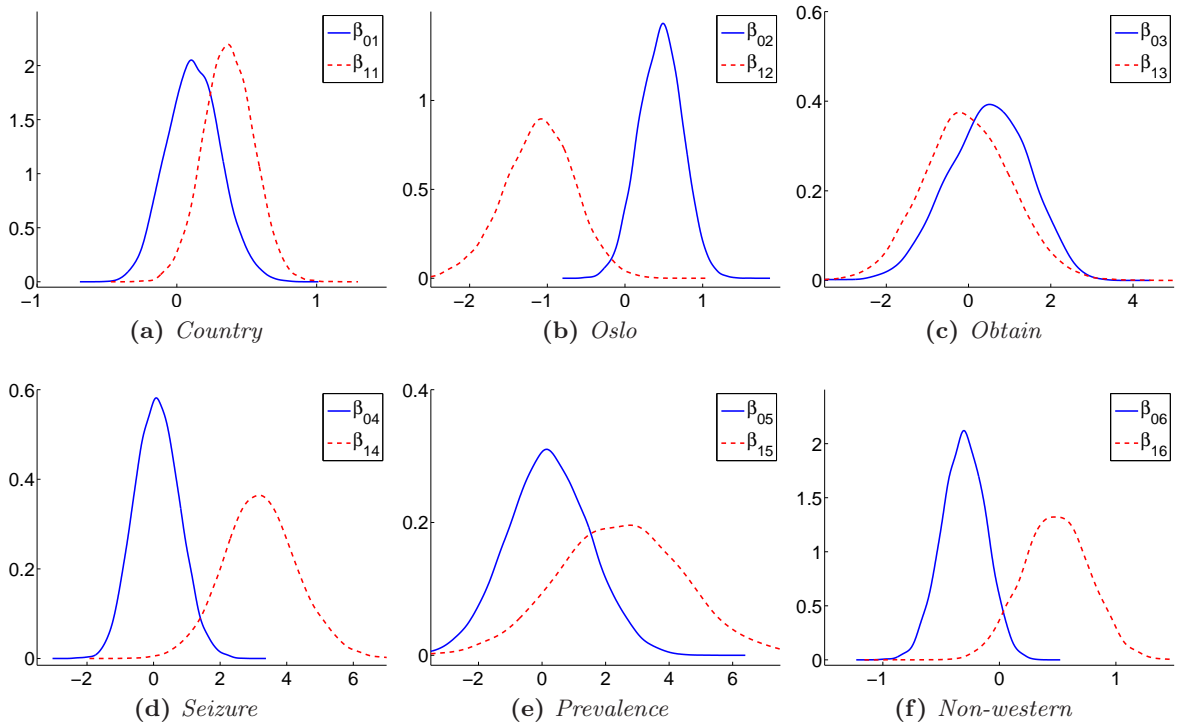 2
1.5
1
0.5
0
−1
0
1
β01
β11
(a) Country
1
0.5
0
−2
−1
0
1
β02
β12
(b) Oslo
0.6
0.4
0.2
0
−2
0
2
4
β03
β13
(c) Obtain
0.6
0.4
0.2
0
−2
0
2
4
6
β04
β14
(d) Seizure
0.4
0.2
0
−2
0
2
4
6
β05
β15
(e) Prevalence
2
1.5
1
0.5
0
−1
0
1
β06
β16
(f) Non-western